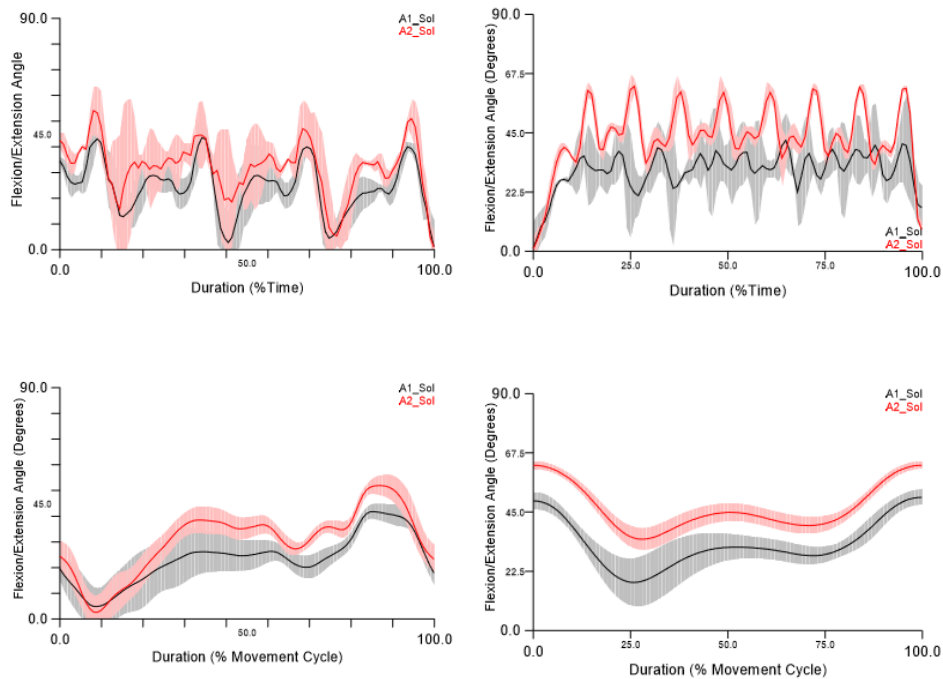 90.0
A1_Sol
A2_Sol
Flexion/Extension Angle
45.0
0.0
0.0
50.0
100.0
Duration (%Time)
90.0
Flexion/Extension Angle (Degrees)
67.5
45.0
22.5
0.0
A1_Sol
A2_Sol
0.0
25.0
50.0
75.0
100.0
Duration (%Time)
90.0
A1_Sol
A2_Sol
Flexion/Extension Angle (Degrees)
45.0
0.0
0.0
50.0
100.0
Duration (% Movement Cycle)
90.0
A1_Sol
A2_Sol
Flexion/Extension Angle (Degrees)
67.5
45.0
22.5
0.0
0.0
25.0
50.0
75.0
100.0
Duration (% Movement Cycle)